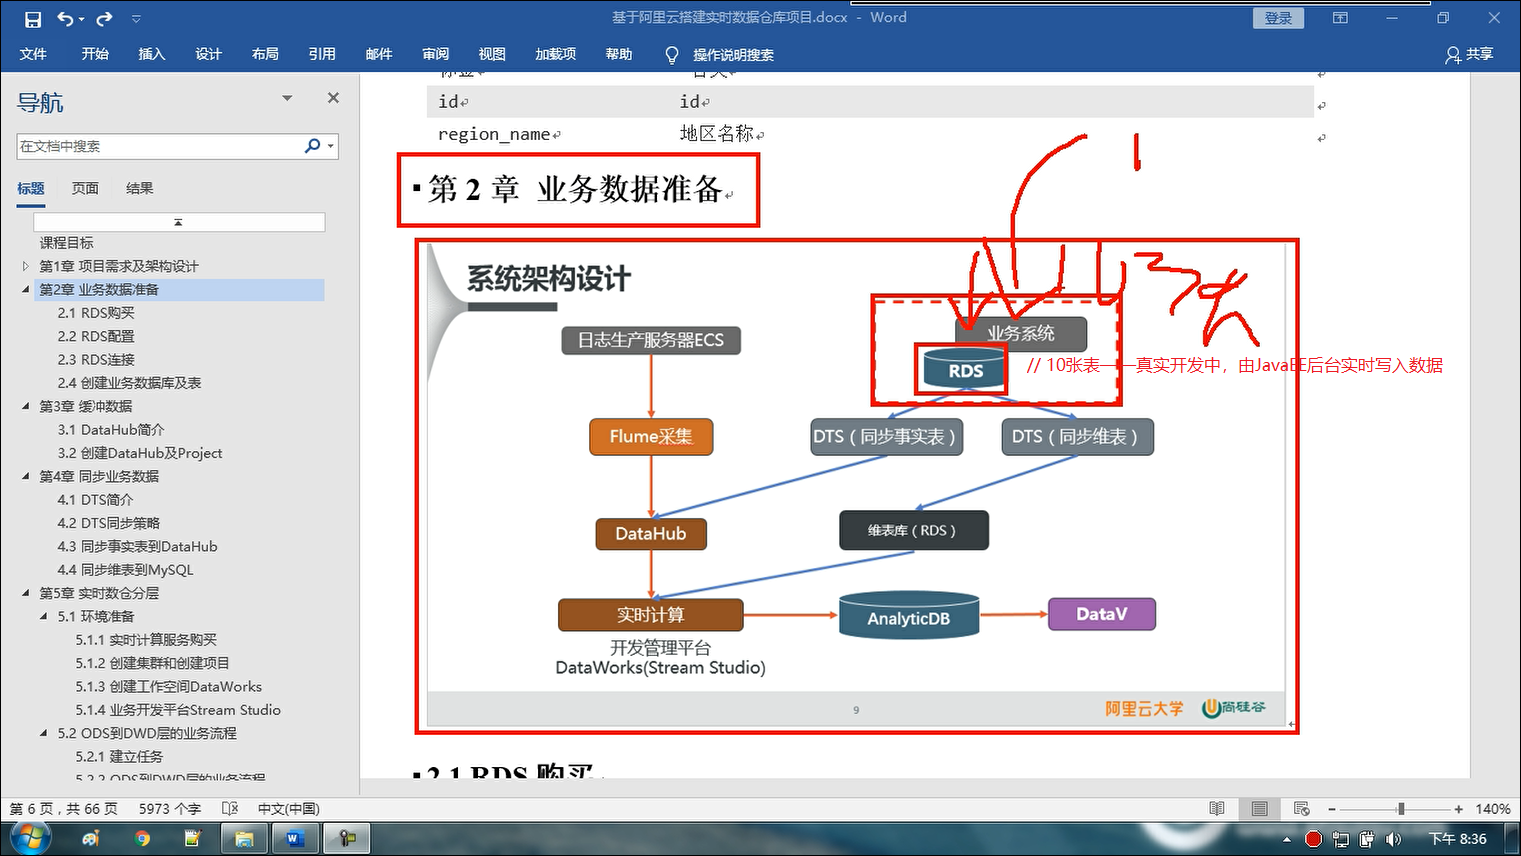 基于阿里云搭建实时数据仓库项目.docx - Word
登录
文件 开始 插入 设计 布局 引用 邮件 审阅 视图 加载项 帮助 操作说明搜索 共享
导航
在文档中搜索
标题 页面 结果
课程目标
第1章 项目需求及架构设计
第2章 业务数据准备
2.1 RDS购买
2.2 RDS配置
2.3 RDS连接
2.4 创建业务数据库及表
第3章 缓冲数据
3.1 DataHub简介
3.2 创建DataHub及Project
第4章 同步业务数据
4.1 DTS简介
4.2 DTS同步策略
4.3 同步事实表到DataHub
4.4 同步维表到MySQL
第5章 实时数仓分层
5.1 环境准备
5.1.1 实时计算服务购买
5.1.2 创建集群和创建项目
5.1.3 创建工作空间DataWorks
5.1.4 业务开发平台Stream Studio
5.2 ODS到DWD层的业务流程
5.2.1 建立任务
5.2.2 ODS到DWD层的业务流程
标签 含义
id id
region_name 地区名称
第 2 章 业务数据准备
系统架构设计
日志生产服务器ECS
业务系统
RDS
// 10张表——真实开发中，由JavaEE后台实时写入数据
Flume采集
DTS（同步事实表）
DTS（同步维表）
DataHub
维表库（RDS）
实时计算
AnalyticDB
DataV
开发管理平台
DataWorks(Stream Studio)
9
阿里云大学
尚硅谷
2.1 RDS 购买
第 6 页，共 66 页 5973 个字 中文(中国)
140%
下午 8:36